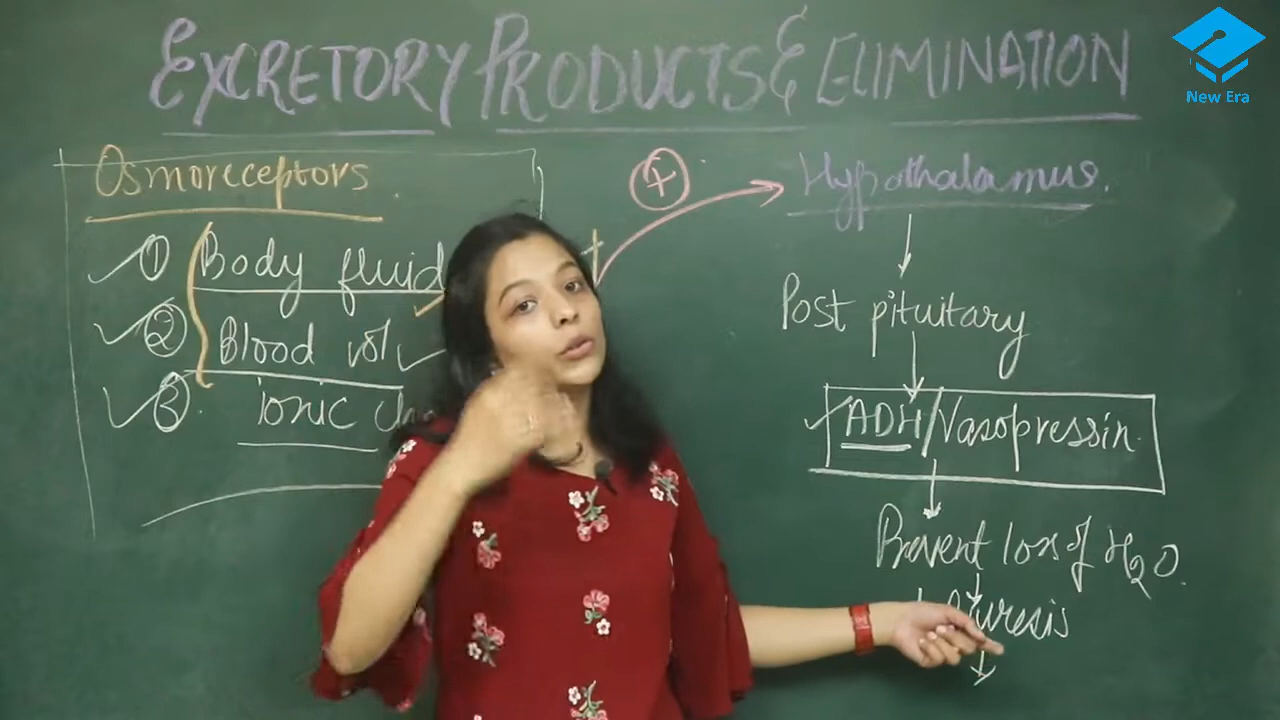 EXCRETORY PRODUCTS & ELIMINATION
New Era
Osmoreceptors
① Body fluid
② Blood vol
③ ionic
+
Hypothalamus.
Post pituitary
ADH/Vasopressin
Prevent loss of H₂O.